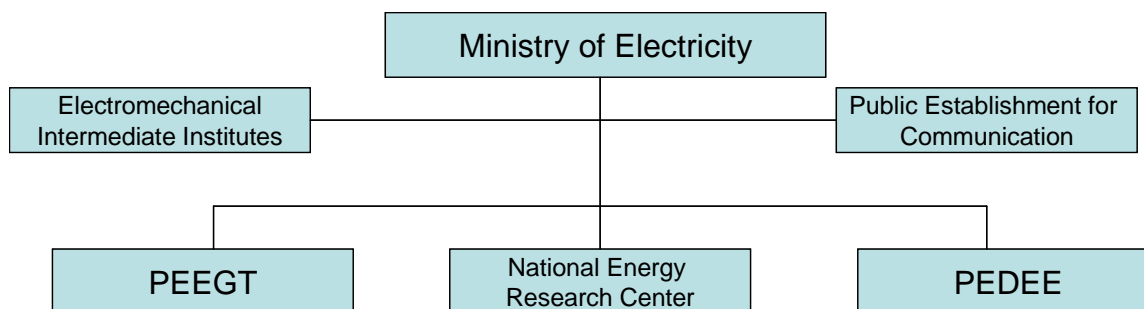 Ministry of Electricity
Electromechanical
Intermediate Institutes
Public Establishment for
Communication
PEEGT
National Energy
Research Center
PEDEE